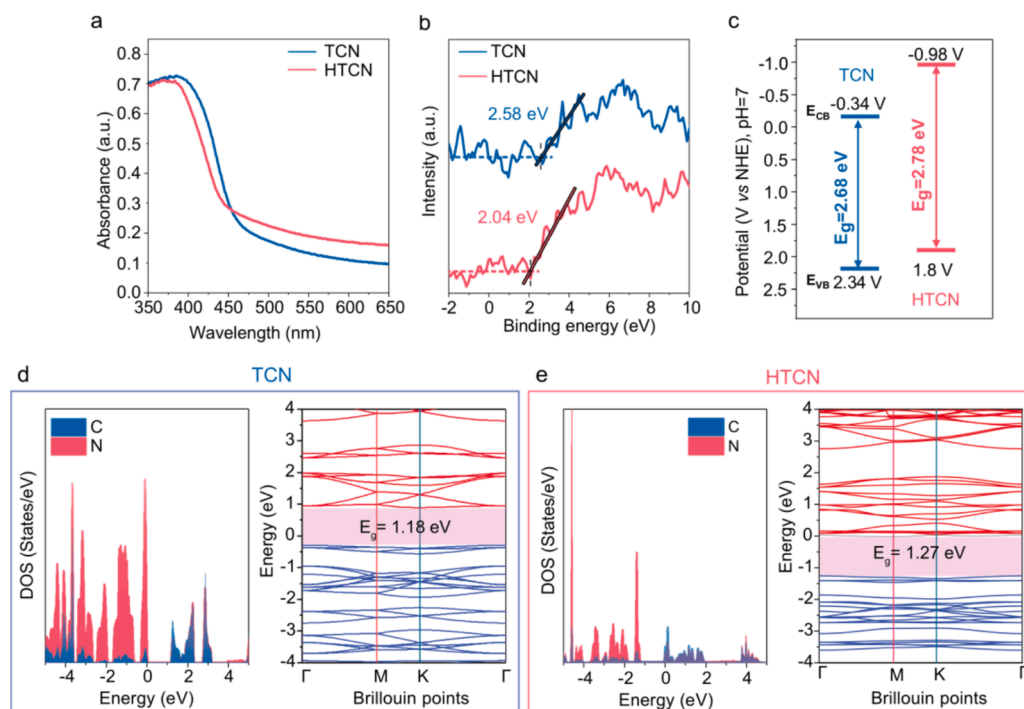 a
TCN
HTCN
Absorbance (a.u.)
0.8
0.7
0.6
0.5
0.4
0.3
0.2
0.1
0.0
350 400 450 500 550 600 650
Wavelength (nm)
b
TCN
HTCN
2.58 eV
2.04 eV
Intensity (a.u.)
-2 0 2 4 6 8 10
Binding energy (eV)
c
Potential (V vs NHE), pH=7
-1.0
-0.5
0.0
0.5
1.0
1.5
2.0
2.5
TCN
-0.98 V
E_CB -0.34 V
Eg=2.68 eV
Eg=2.78 eV
E_VB 2.34 V
1.8 V
HTCN
d
TCN
C
N
DOS (States/eV)
-4 -2 0 2 4
Energy (eV)
Energy (eV)
4
3
2
1
0
-1
-2
-3
-4
E_g= 1.18 eV
Γ M K Γ
Brillouin points
e
HTCN
C
N
DOS (States/eV)
-4 -2 0 2 4
Energy (eV)
Energy (eV)
4
3
2
1
0
-1
-2
-3
-4
E_g= 1.27 eV
Γ M K Γ
Brillouin points